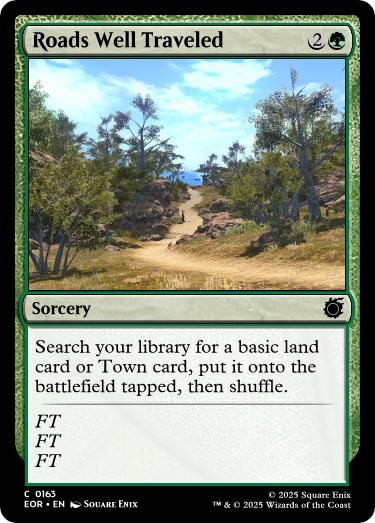 Roads Well Traveled 2
Sorcery
Search your library for a basic land
card or Town card, put it onto the
battlefield tapped, then shuffle.
FT
FT
FT
C 0163
EOR • EN SQUARE ENIX
© 2025 Square Enix
™ & © 2025 Wizards of the Coast